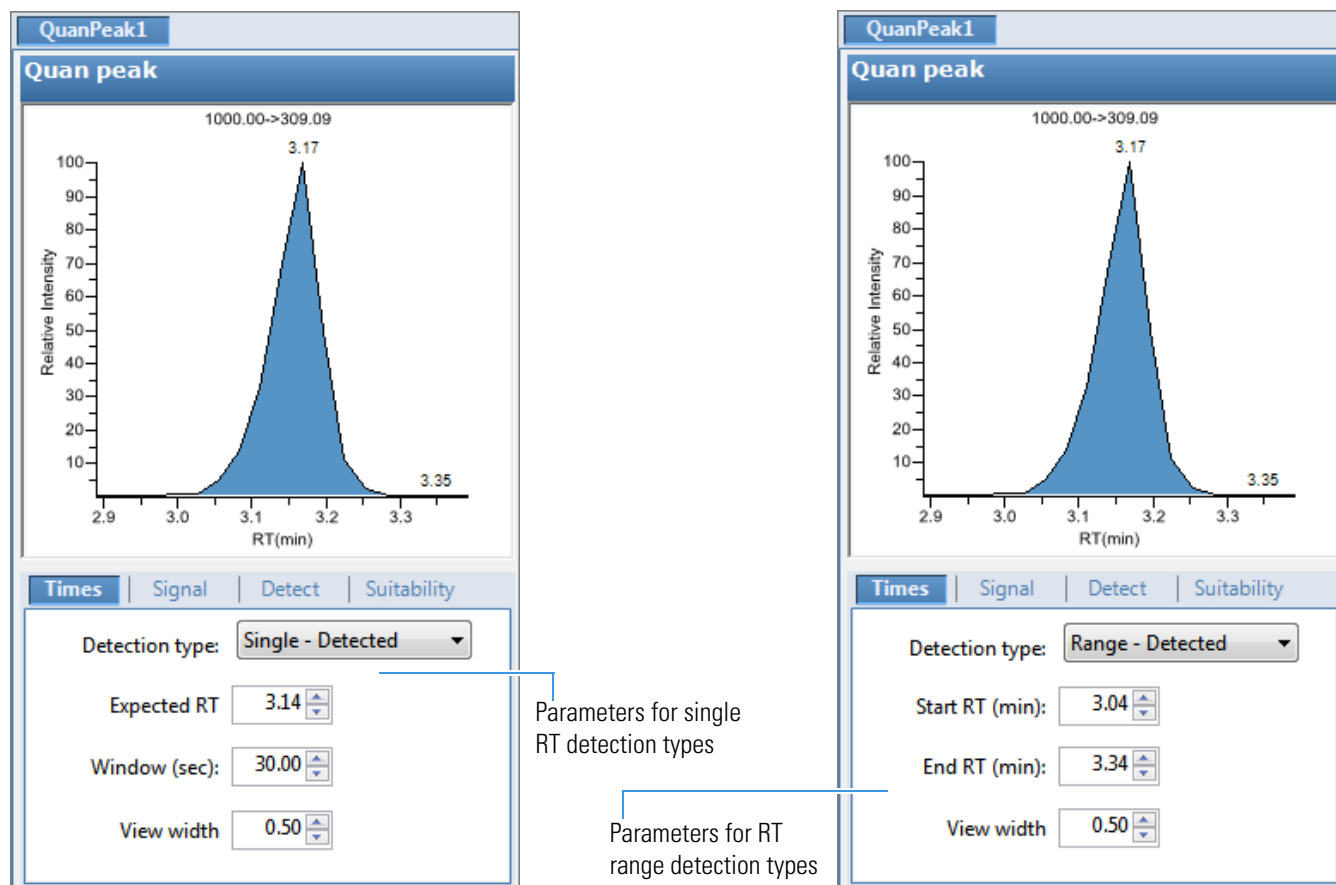 QuanPeak1
Quan peak
1000.00->309.09
3.17
100
90
80
70
60
50
40
30
20
10
Relative Intensity
3.35
2.9 3.0 3.1 3.2 3.3
RT(min)
Times Signal Detect Suitability
Detection type: Single - Detected
Expected RT 3.14
Window (sec): 30.00
View width 0.50
Parameters for single
RT detection types
Parameters for RT
range detection types
QuanPeak1
Quan peak
1000.00->309.09
3.17
100
90
80
70
60
50
40
30
20
10
Relative Intensity
3.35
2.9 3.0 3.1 3.2 3.3
RT(min)
Times Signal Detect Suitability
Detection type: Range - Detected
Start RT (min): 3.04
End RT (min): 3.34
View width 0.50